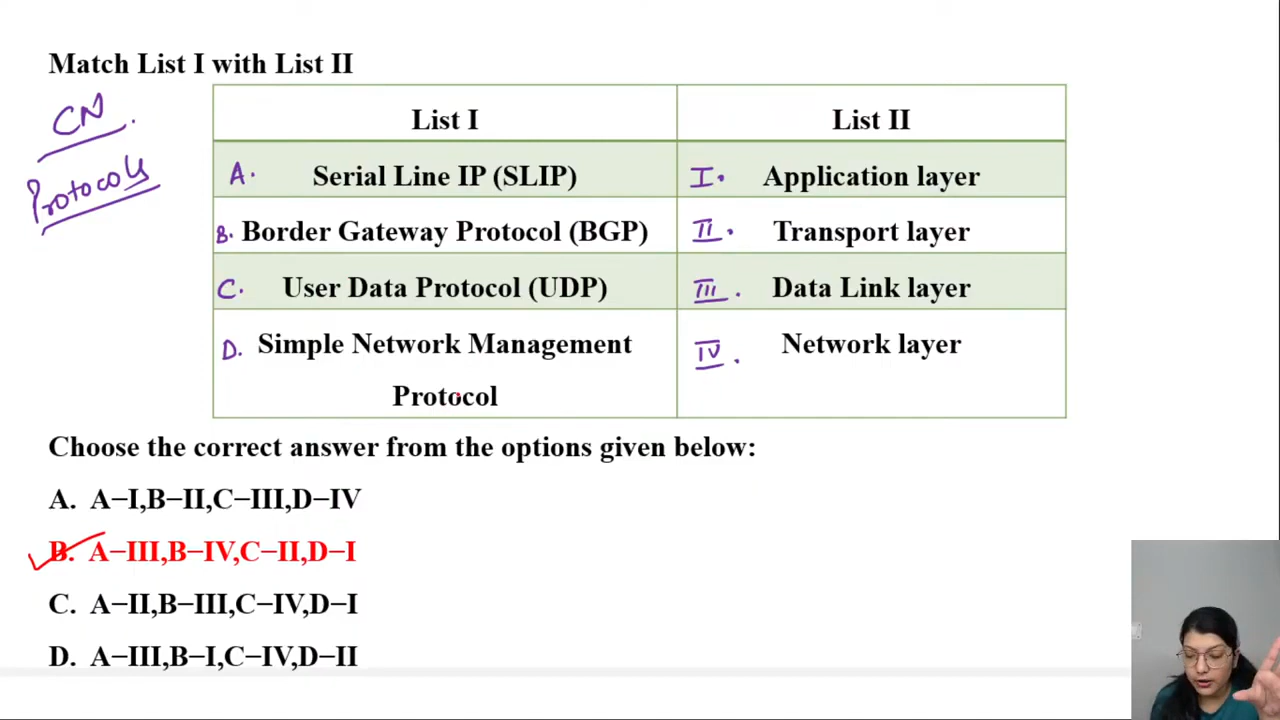 Match List I with List II
CN
Protocols
List I List II
A. Serial Line IP (SLIP) I. Application layer
B. Border Gateway Protocol (BGP) II. Transport layer
C. User Data Protocol (UDP) III. Data Link layer
D. Simple Network Management IV. Network layer
Protocol
Choose the correct answer from the options given below:
A. A–I,B–II,C–III,D–IV
B. A–III,B–IV,C–II,D–I
C. A–II,B–III,C–IV,D–I
D. A–III,B–I,C–IV,D–II